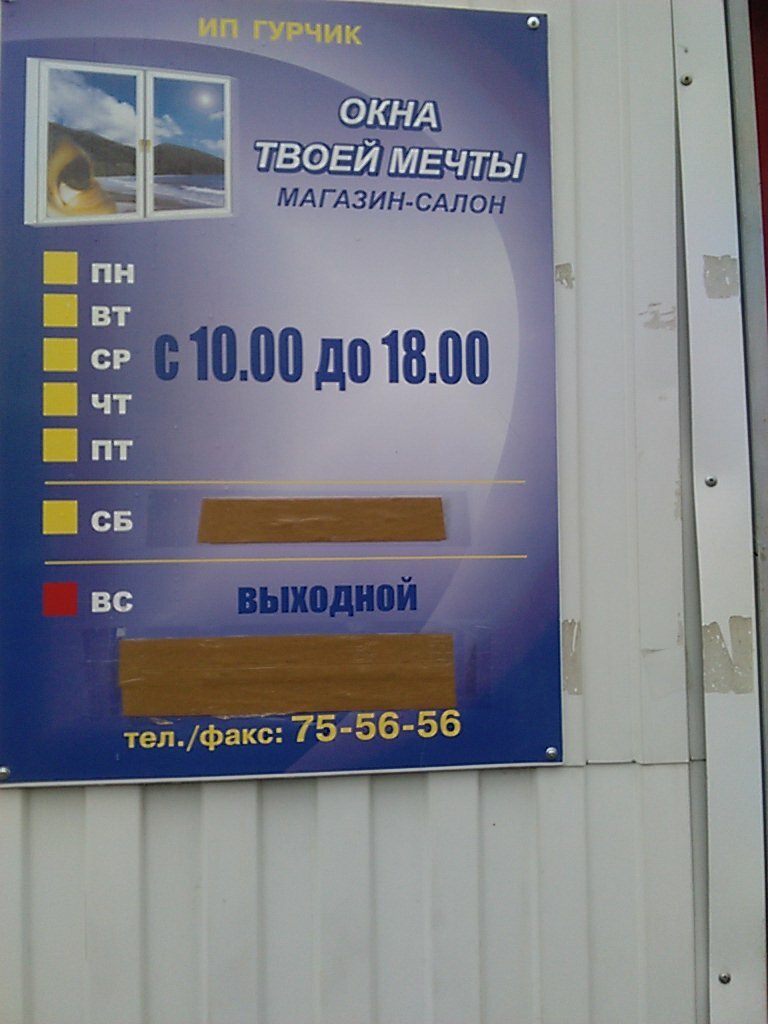 ИП ГУРЧИК
ОКНА
ТВОЕЙ МЕЧТЫ
МАГАЗИН-САЛОН
ПН
ВТ
СР
ЧТ
ПТ
с 10.00 до 18.00
СБ
ВС
ВЫХОДНОЙ
тел./факс: 75-56-56